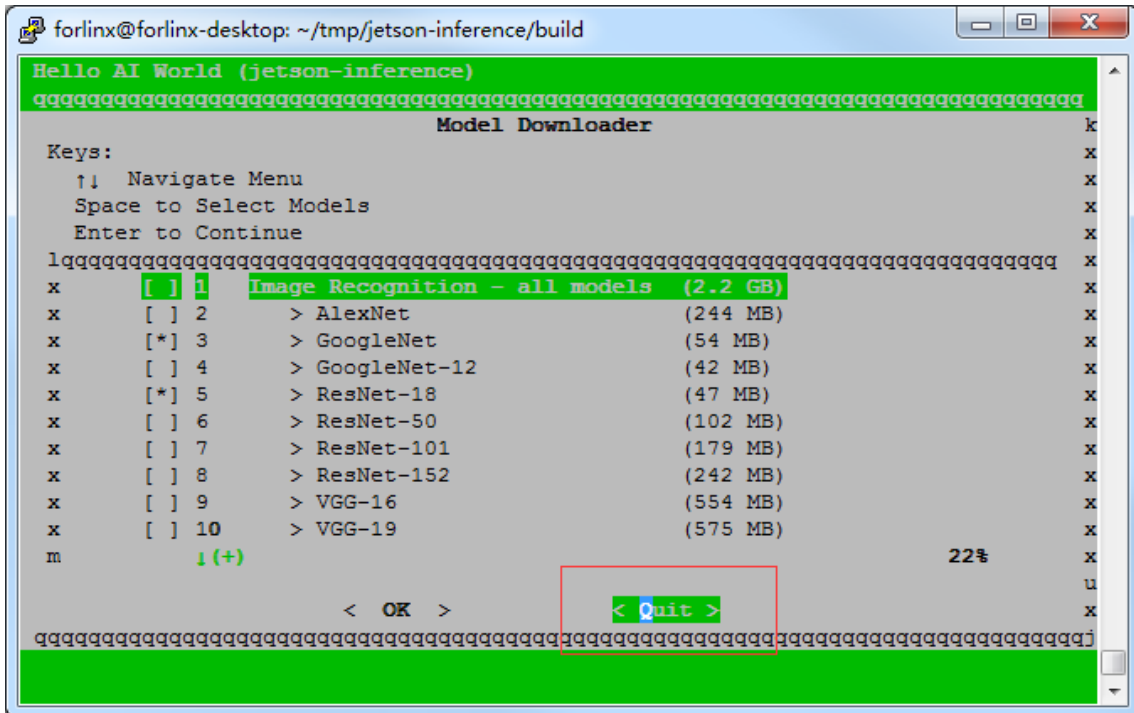 forlinx@forlinx-desktop: ~/tmp/jetson-inference/build
Hello AI World (jetson-inference)
qqqqqqqqqqqqqqqqqqqqqqqqqqqqqqqqqqqqqqqqqqqqqqqqqqqqqqqqqqqqqqqqqqqqqqqqqqqqqq
Model Downloader k
Keys: x
↑↓ Navigate Menu x
Space to Select Models x
Enter to Continue x
lqqqqqqqqqqqqqqqqqqqqqqqqqqqqqqqqqqqqqqqqqqqqqqqqqqqqqqqqqqqqqqqqqqqqqqqqqq x
x [ ] 1 Image Recognition - all models (2.2 GB) x
x [ ] 2 > AlexNet (244 MB) x
x [*] 3 > GoogleNet (54 MB) x
x [ ] 4 > GoogleNet-12 (42 MB) x
x [*] 5 > ResNet-18 (47 MB) x
x [ ] 6 > ResNet-50 (102 MB) x
x [ ] 7 > ResNet-101 (179 MB) x
x [ ] 8 > ResNet-152 (242 MB) x
x [ ] 9 > VGG-16 (554 MB) x
x [ ] 10 > VGG-19 (575 MB) x
m ↓(+) 22% x
u
< OK > < Quit > x
qqqqqqqqqqqqqqqqqqqqqqqqqqqqqqqqqqqqqqqqqqqqqqqqqqqqqqqqqqqqqqqqqqqqqqqqqqqqqqj